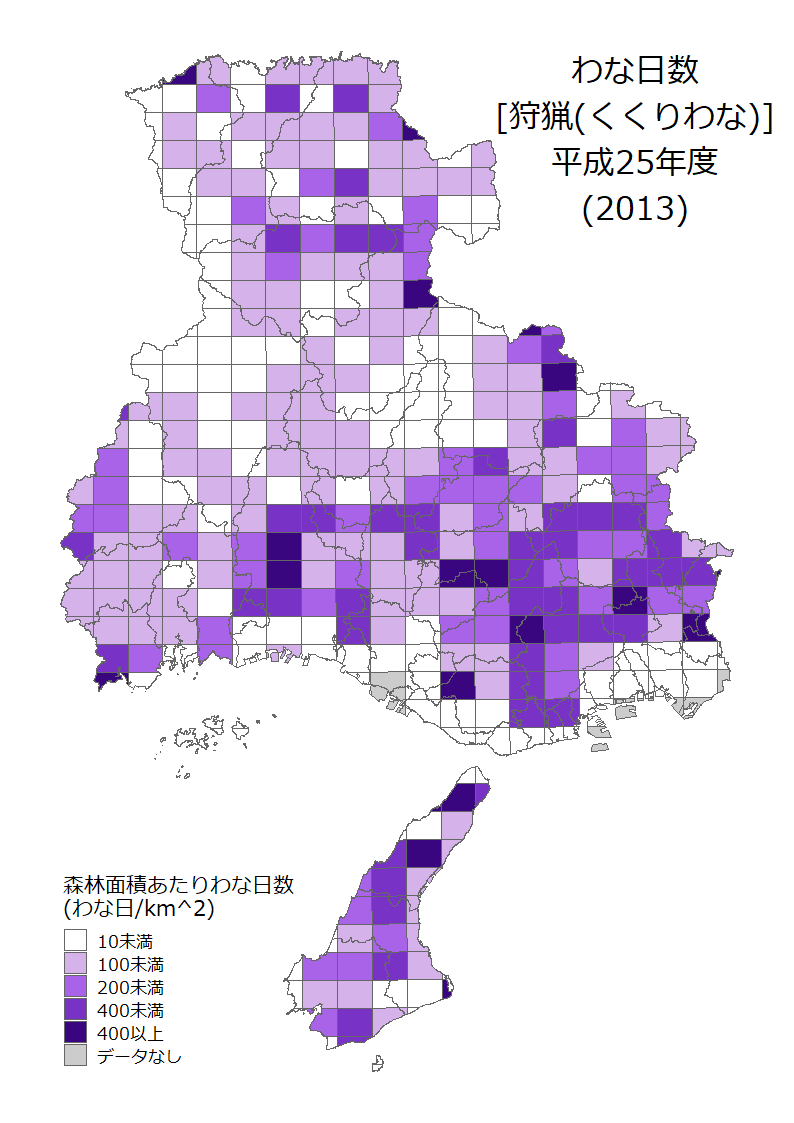 わな日数
[狩猟(くくりわな)]
平成25年度
(2013)
森林面積あたりわな日数
(わな日/km^2)
10未満
100未満
200未満
400未満
400以上
データなし